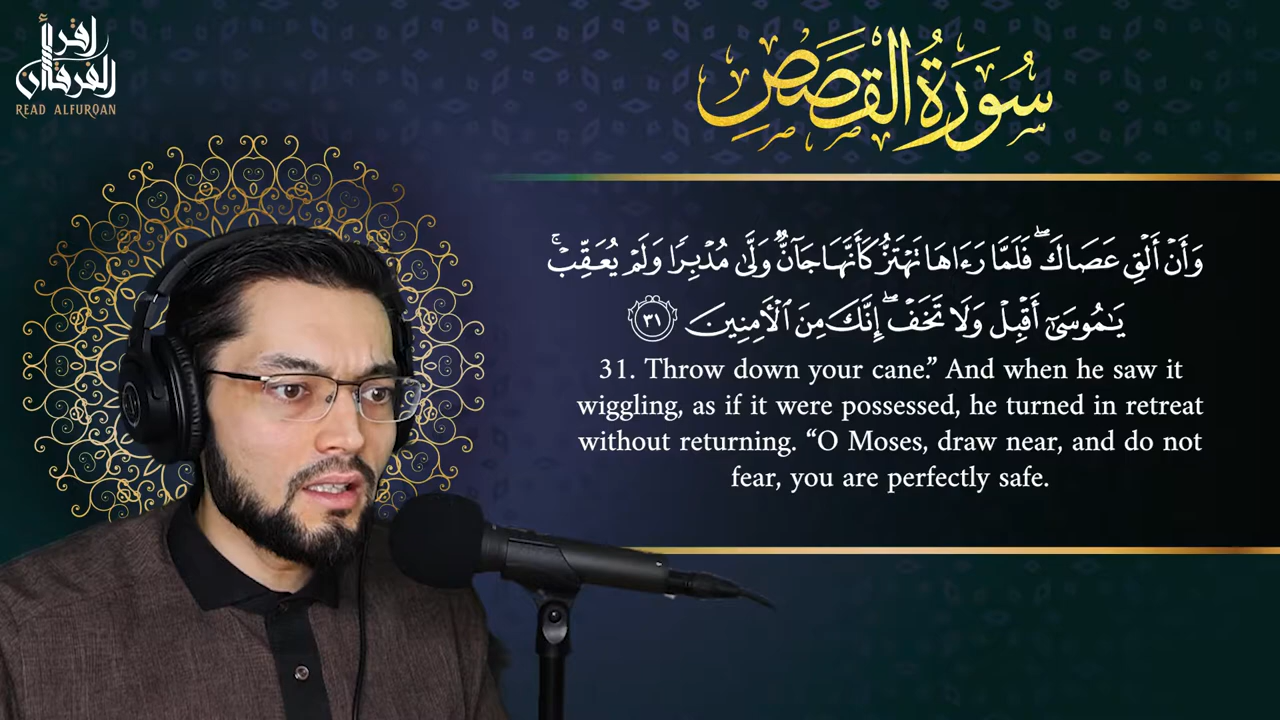 اقرأ
الفرقان
READ ALFURQAN
سُورَةُ القَصَصِ
وَأَنۡ أَلۡقِ عَصَاكَۖ فَلَمَّا رَءَاهَا تَهۡتَزُّ كَأَنَّهَا جَآنّٞ وَلَّىٰ مُدۡبِرٗا وَلَمۡ يُعَقِّبۡۚ
يَٰمُوسَىٰٓ أَقۡبِلۡ وَلَا تَخَفۡۖ إِنَّكَ مِنَ ٱلۡأٓمِنِينَ ٣١
31. Throw down your cane.” And when he saw it
wiggling, as if it were possessed, he turned in retreat
without returning. “O Moses, draw near, and do not
fear, you are perfectly safe.